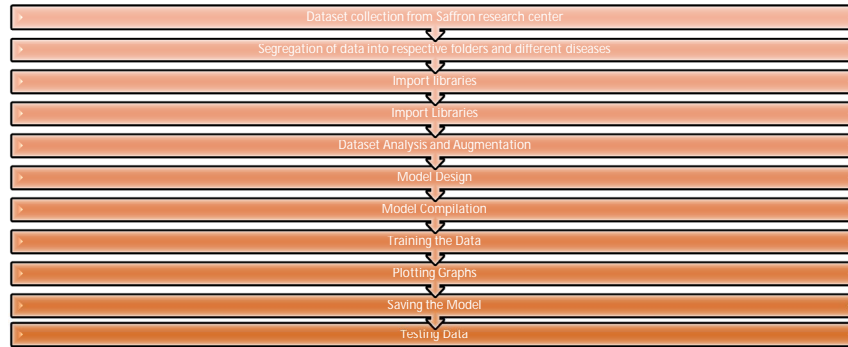 Dataset collection from Saffron research center
Segregation of data into respective folders and different diseases
Import libraries
Import Libraries
Dataset Analysis and Augmentation
Model Design
Model Compilation
Training the Data
Plotting Graphs
Saving the Model
Testing Data